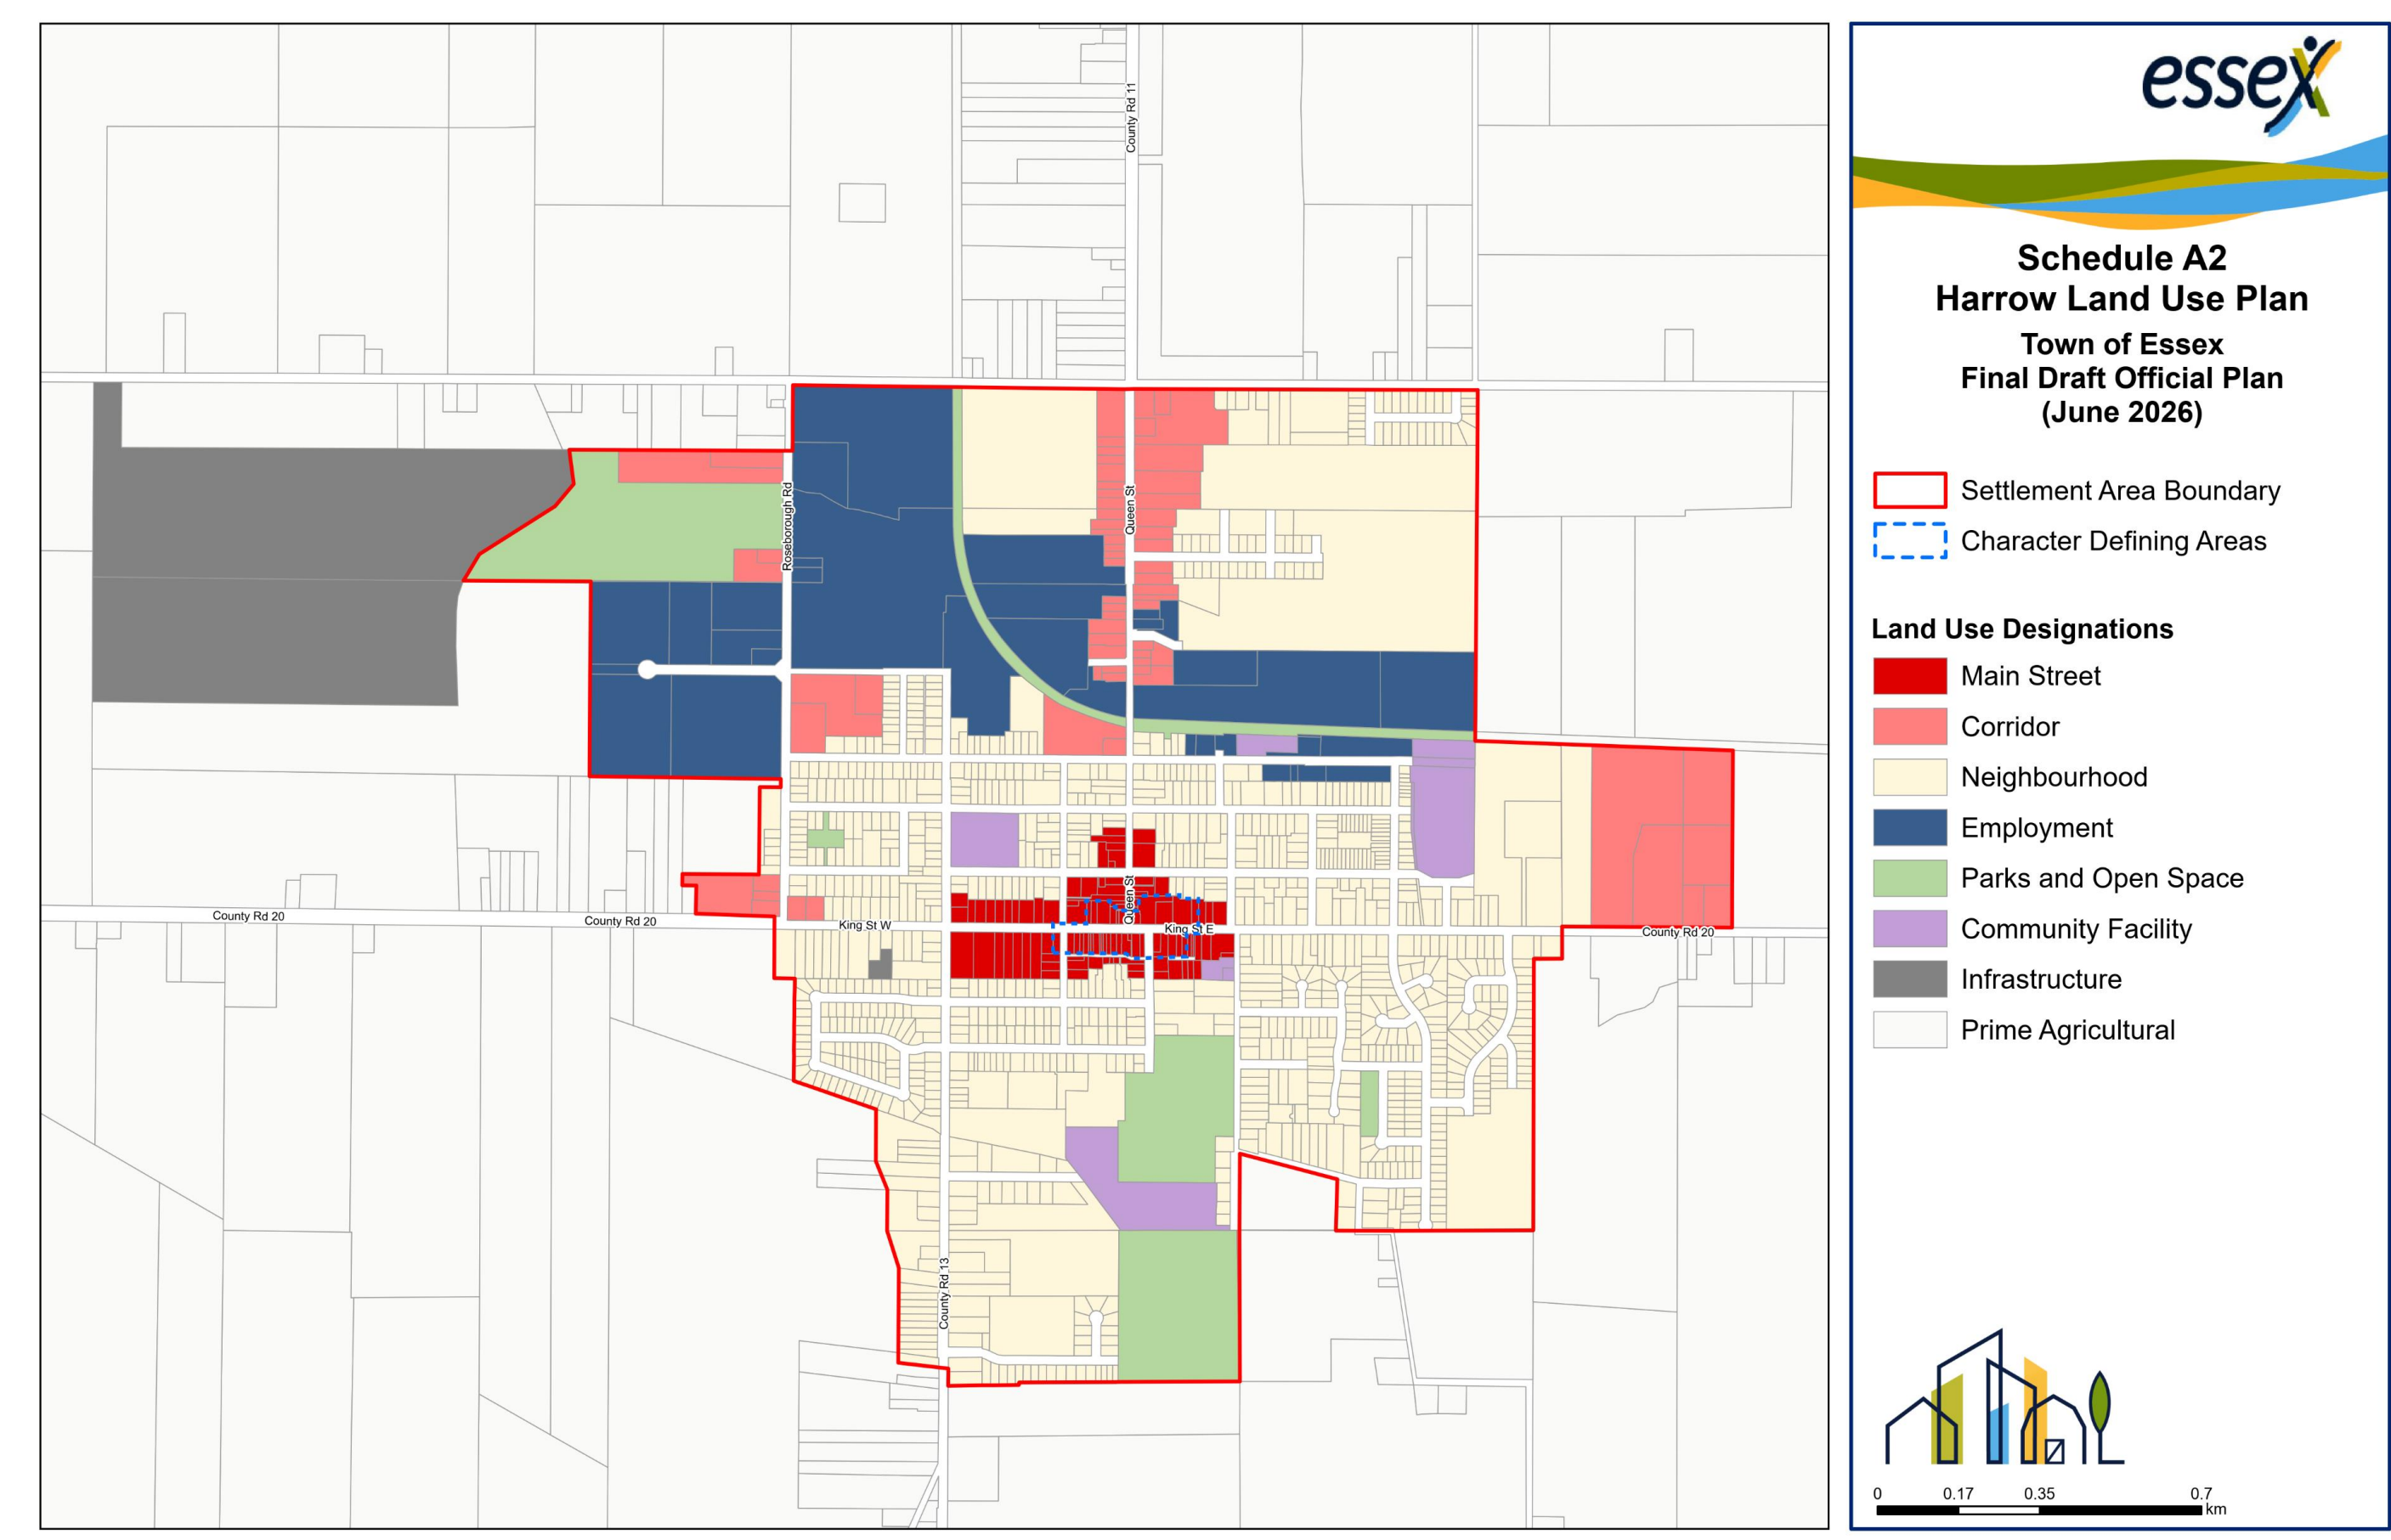 County Rd 11
Queen St
Roseborough Rd
Queen St
County Rd 20
County Rd 20
King St W
King St E
County Rd 20
County Rd 13
essex
Schedule A2
Harrow Land Use Plan
Town of Essex
Final Draft Official Plan
(June 2026)
Settlement Area Boundary
Character Defining Areas
Land Use Designations
Main Street
Corridor
Neighbourhood
Employment
Parks and Open Space
Community Facility
Infrastructure
Prime Agricultural
0 0.17 0.35 0.7
km